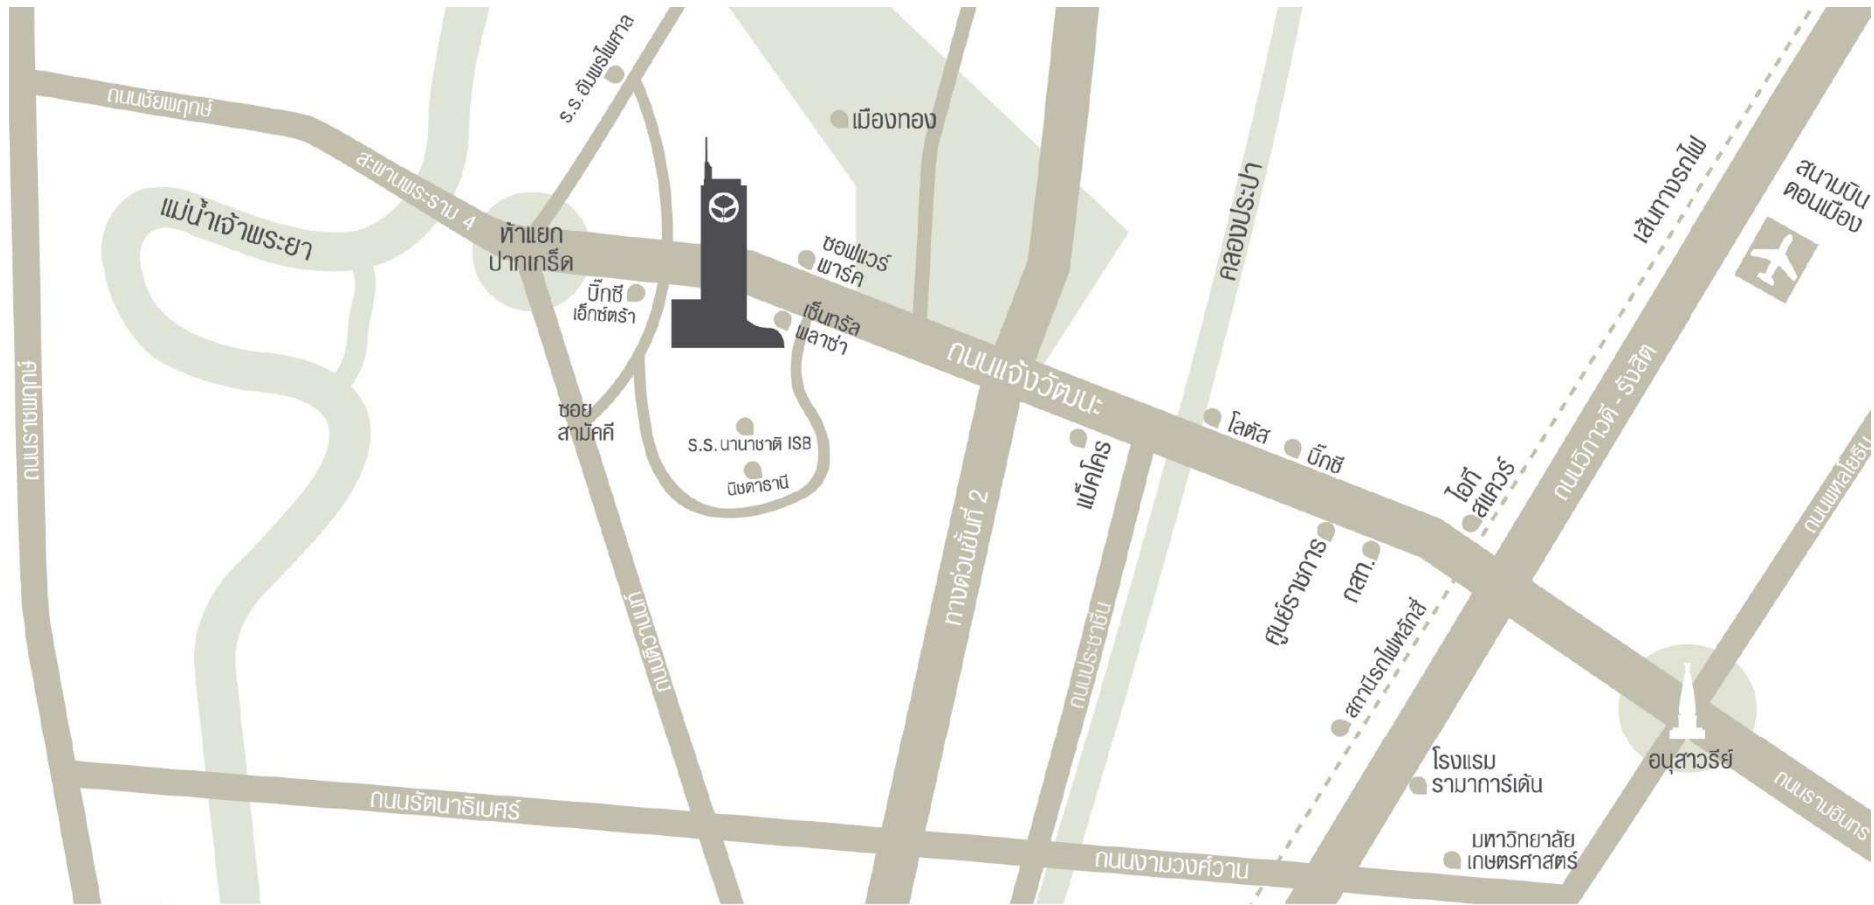 ร.ร. อัมพรไพศาล
ถนนชัยพฤกษ์
เมืองทอง
สะพานพระราม 4
แม่น้ำเจ้าพระยา
ห้าแยก
ปากเกร็ด
บิ๊กซี
เอ็กซ์ตร้า
ซอฟแวร์
พาร์ค
เซ็นทรัล
พลาซ่า
คลองประปา
เส้นทางรถไฟ
สนามบิน
ดอนเมือง
ถนนแจ้งวัฒนะ
ถนนราชพฤกษ์
ซอย
สามัคคี
ร.ร. นานาชาติ ISB
นิชดาธานี
แม็คโคร
โลตัส
บิ๊กซี
ไอที
สแควร์
ถนนวิภาวดี - รังสิต
ถนนพหลโยธิน
ทางด่วนขั้นที่ 2
ศูนย์ราชการ
กสท.
ถนนติวานนท์
ถนนประชาชื่น
สถานีรถไฟหลักสี่
โรงแรม
รามาการ์เด้น
อนุสาวรีย์
ถนนรามอินทร
ถนนรัตนาธิเบศร์
ถนนงามวงศ์วาน
มหาวิทยาลัย
เกษตรศาสตร์